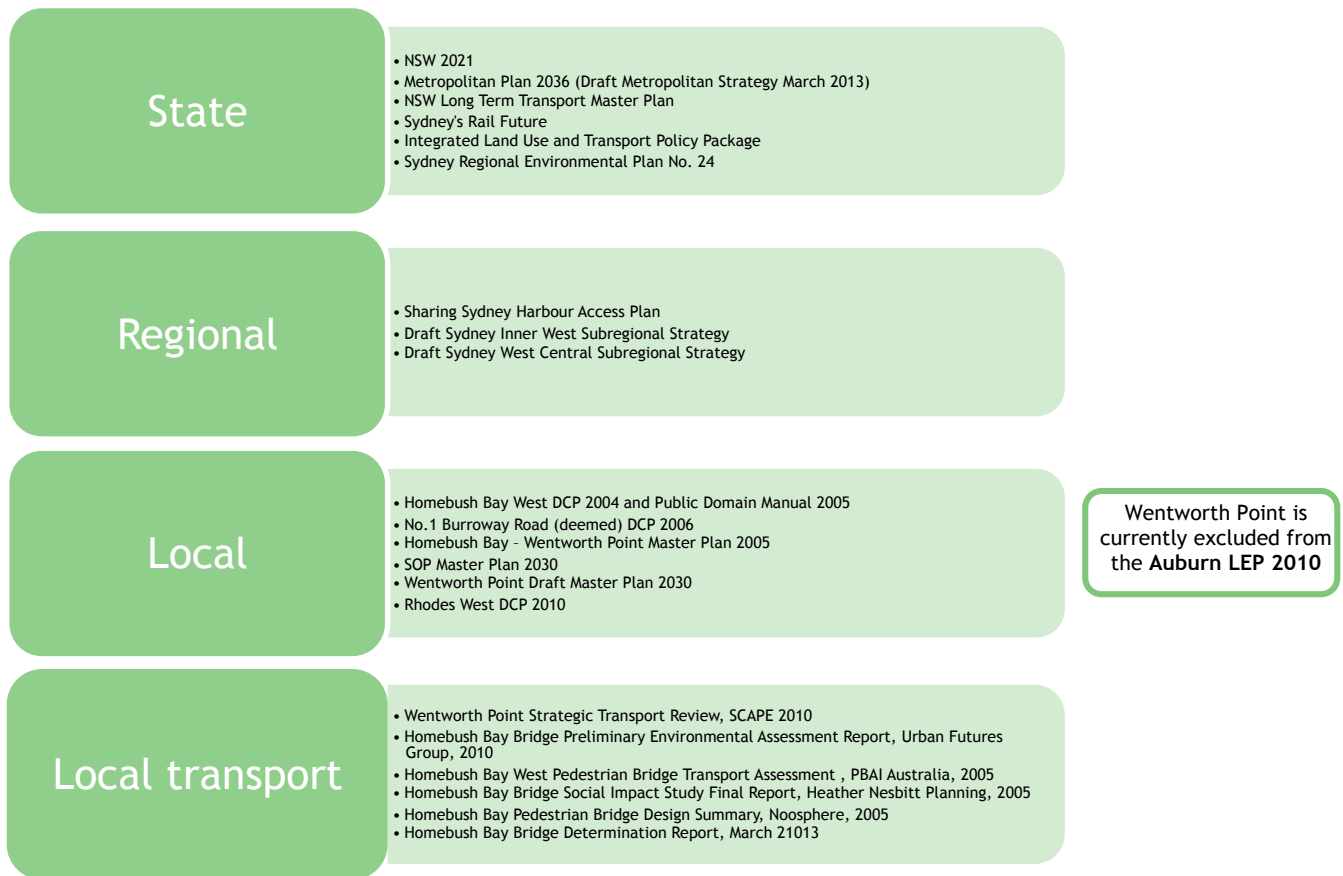 State
• NSW 2021
• Metropolitan Plan 2036 (Draft Metropolitan Strategy March 2013)
• NSW Long Term Transport Master Plan
• Sydney's Rail Future
• Integrated Land Use and Transport Policy Package
• Sydney Regional Environmental Plan No. 24
Regional
• Sharing Sydney Harbour Access Plan
• Draft Sydney Inner West Subregional Strategy
• Draft Sydney West Central Subregional Strategy
Local
• Homebush Bay West DCP 2004 and Public Domain Manual 2005
• No.1 Burroway Road (deemed) DCP 2006
• Homebush Bay – Wentworth Point Master Plan 2005
• SOP Master Plan 2030
• Wentworth Point Draft Master Plan 2030
• Rhodes West DCP 2010
Wentworth Point is
currently excluded from
the Auburn LEP 2010
Local transport
• Wentworth Point Strategic Transport Review, SCAPE 2010
• Homebush Bay Bridge Preliminary Environmental Assessment Report, Urban Futures
Group, 2010
• Homebush Bay West Pedestrian Bridge Transport Assessment , PBAI Australia, 2005
• Homebush Bay Bridge Social Impact Study Final Report, Heather Nesbitt Planning, 2005
• Homebush Bay Pedestrian Bridge Design Summary, Noosphere, 2005
• Homebush Bay Bridge Determination Report, March 21013